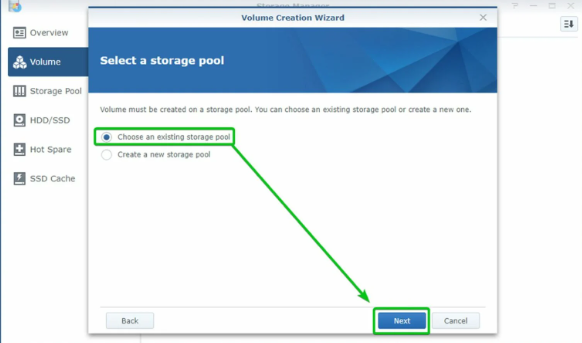 Storage Manager
Volume Creation Wizard
Overview
Volume
Storage Pool
HDD/SSD
Hot Spare
SSD Cache
Select a storage pool
Volume must be created on a storage pool. You can choose an existing storage pool or create a new one.
Choose an existing storage pool
Create a new storage pool
Back
Next
Cancel